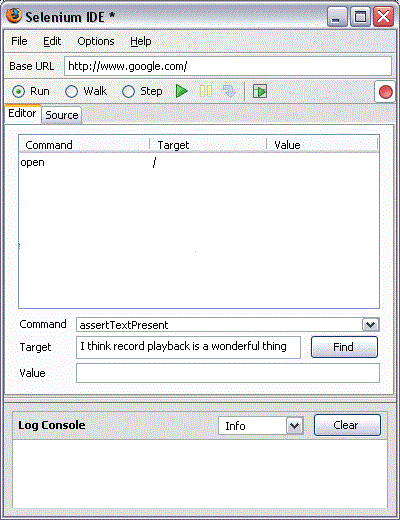 Selenium IDE *
File Edit Options Help
Base URL http://www.google.com/
Run Walk Step
Editor Source
Command Target Value
open /
Command assertTextPresent
Target I think record playback is a wonderful thing Find
Value
Log Console Info Clear